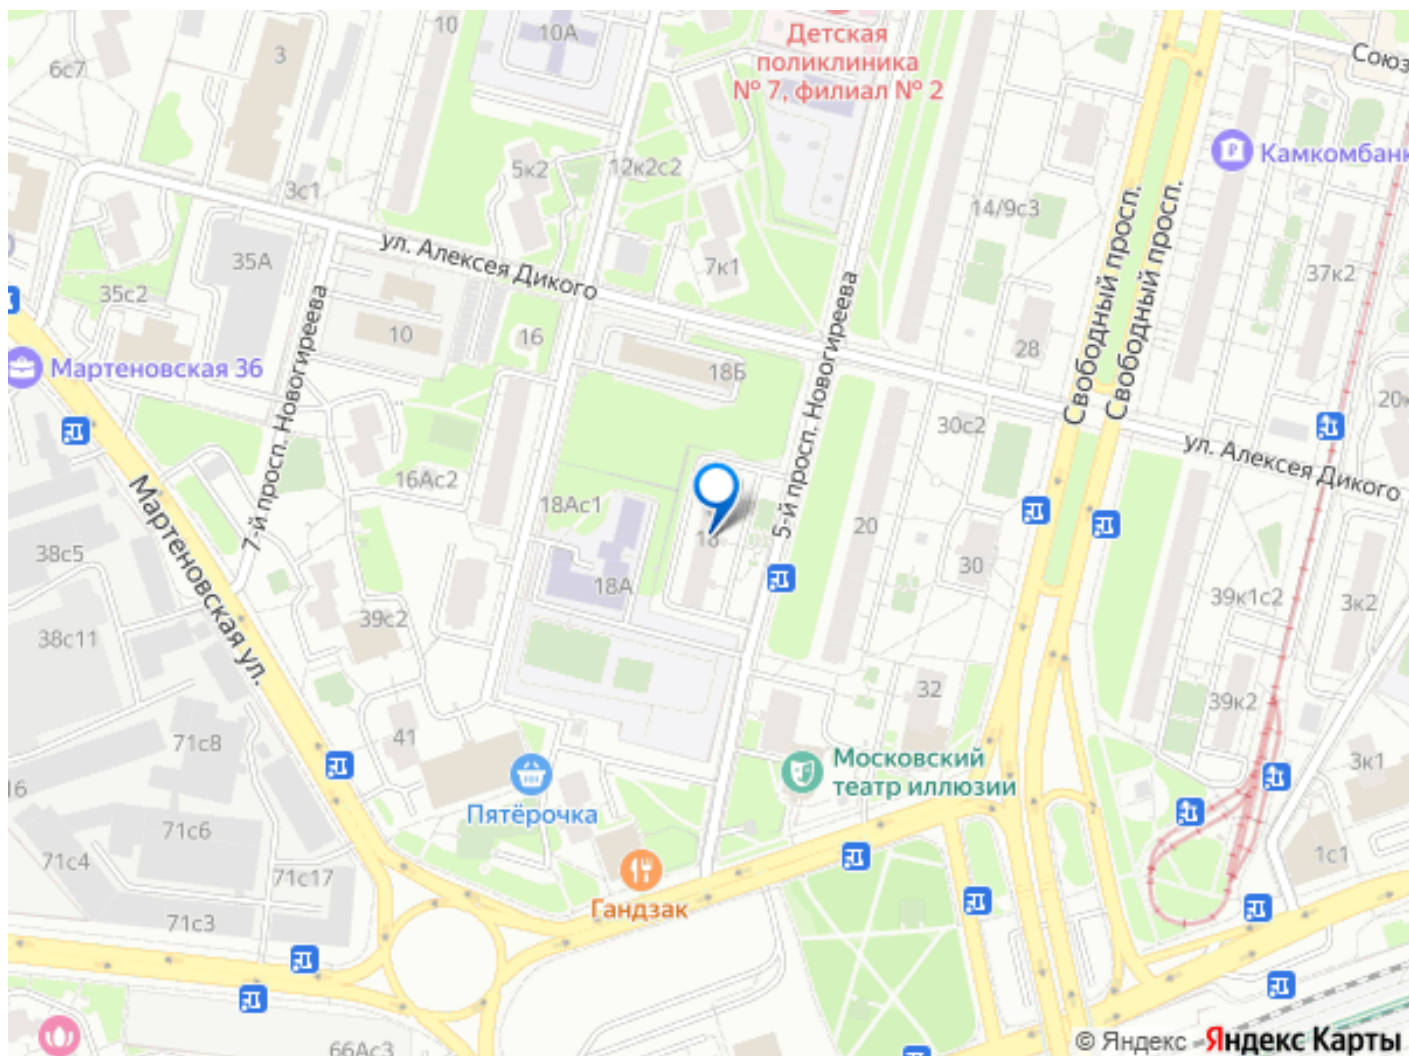 10
10А
Детская
поликлиника
№ 7, филиал № 2
Союз
6с7
3
Камкомбанк
3с1
5к2
12к2с2
14/9с3
Свободный просп.
Свободный просп.
35А
ул. Алексея Дикого
7к1
37к2
35с2
10
16
5-й просп. Новогиреева
28
Мартеновская 36
7-й просп. Новогиреева
18Б
20к
30с2
ул. Алексея Дикого
16Ас2
18Ас1
18
20
30
38с5
Мартеновская ул.
18А
39к1с2
3к2
38с11
39с2
32
39к2
71с8
41
Московский
театр иллюзии
3к1
16
Пятёрочка
71с6
71с4
71с17
1с1
Гандзак
71с3
66Ас3
© Яндекс
Яндекс Карты